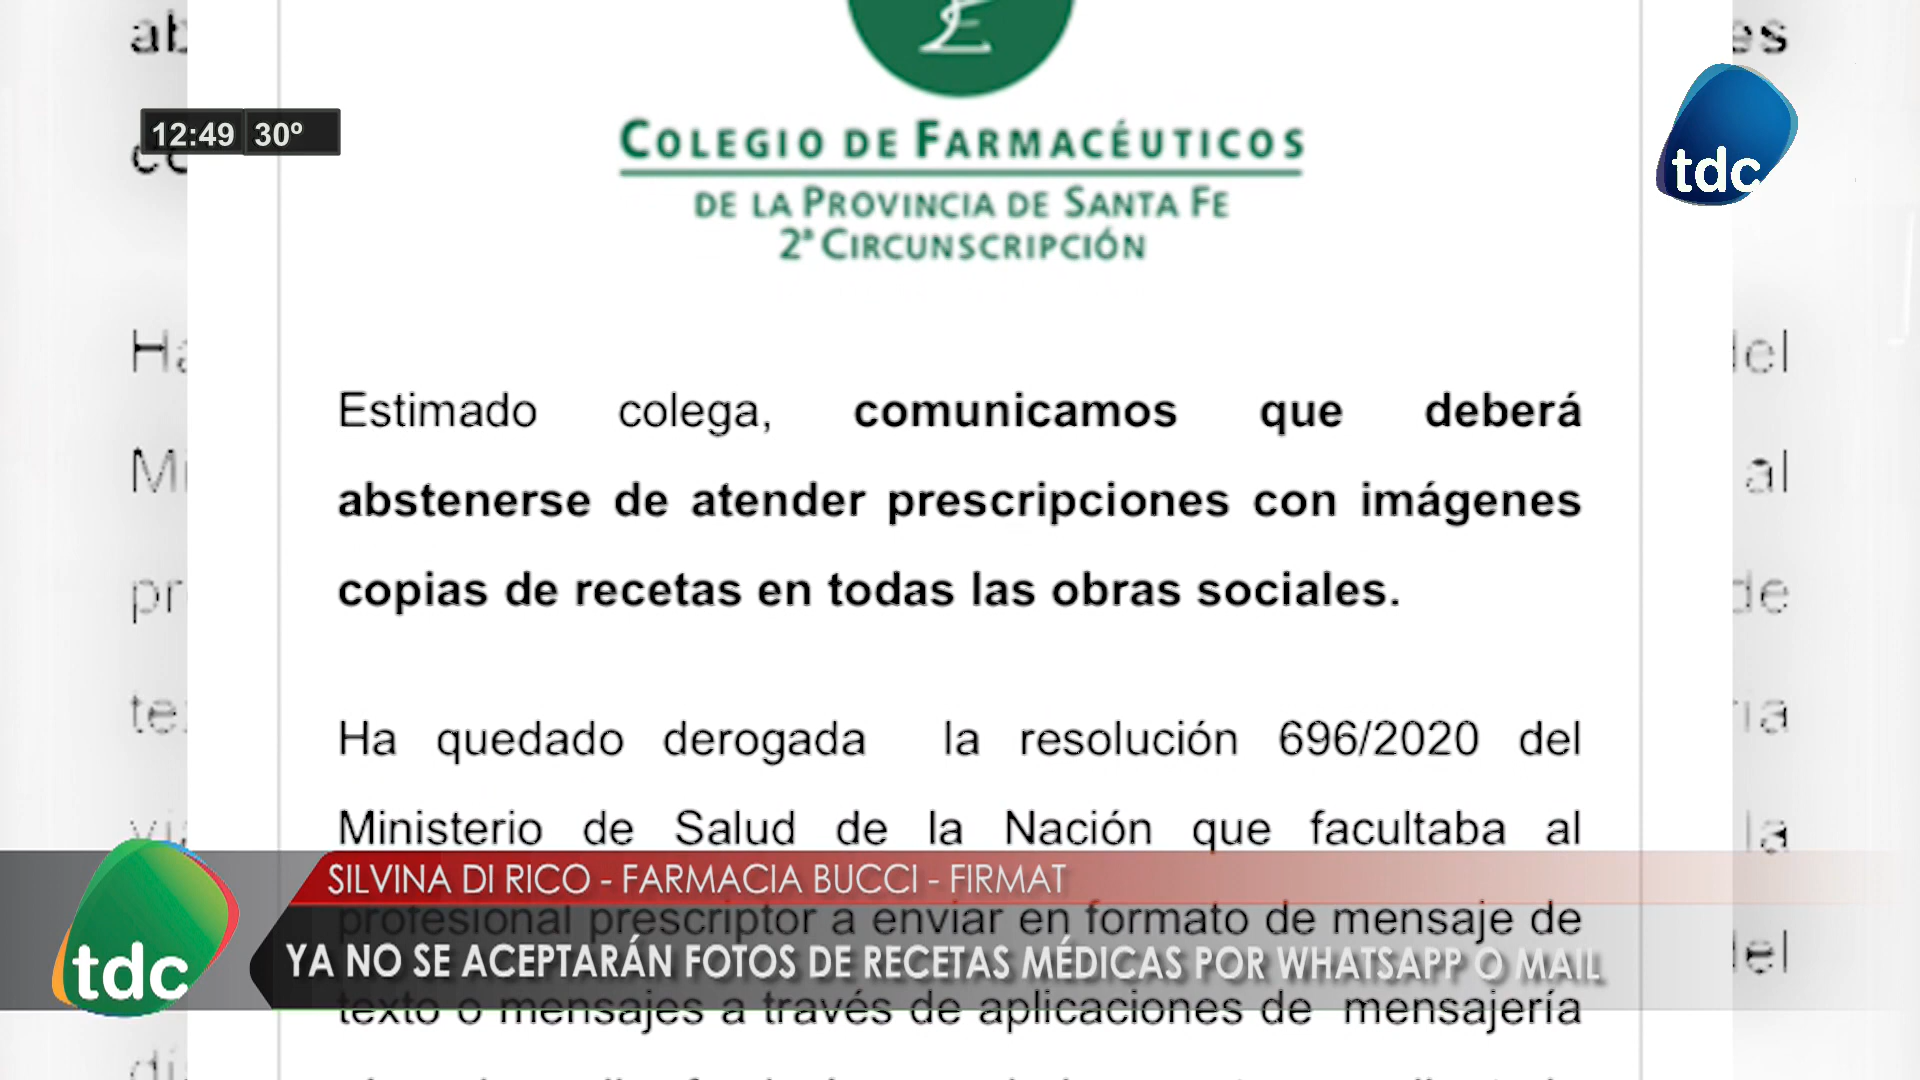 12:49 30º
tdc
COLEGIO DE FARMACÉUTICOS
DE LA PROVINCIA DE SANTA FE
2ª CIRCUNSCRIPCIÓN
Estimado colega, comunicamos que deberá
abstenerse de atender prescripciones con imágenes
copias de recetas en todas las obras sociales.
Ha quedado derogada la resolución 696/2020 del
Ministerio de Salud de la Nación que facultaba al
profesional prescriptor a enviar en formato de mensaje de
texto o mensajes a través de aplicaciones de mensajería
SILVINA DI RICO - FARMACIA BUCCI - FIRMAT
YA NO SE ACEPTARÁN FOTOS DE RECETAS MÉDICAS POR WHATSAPP O MAIL
tdc